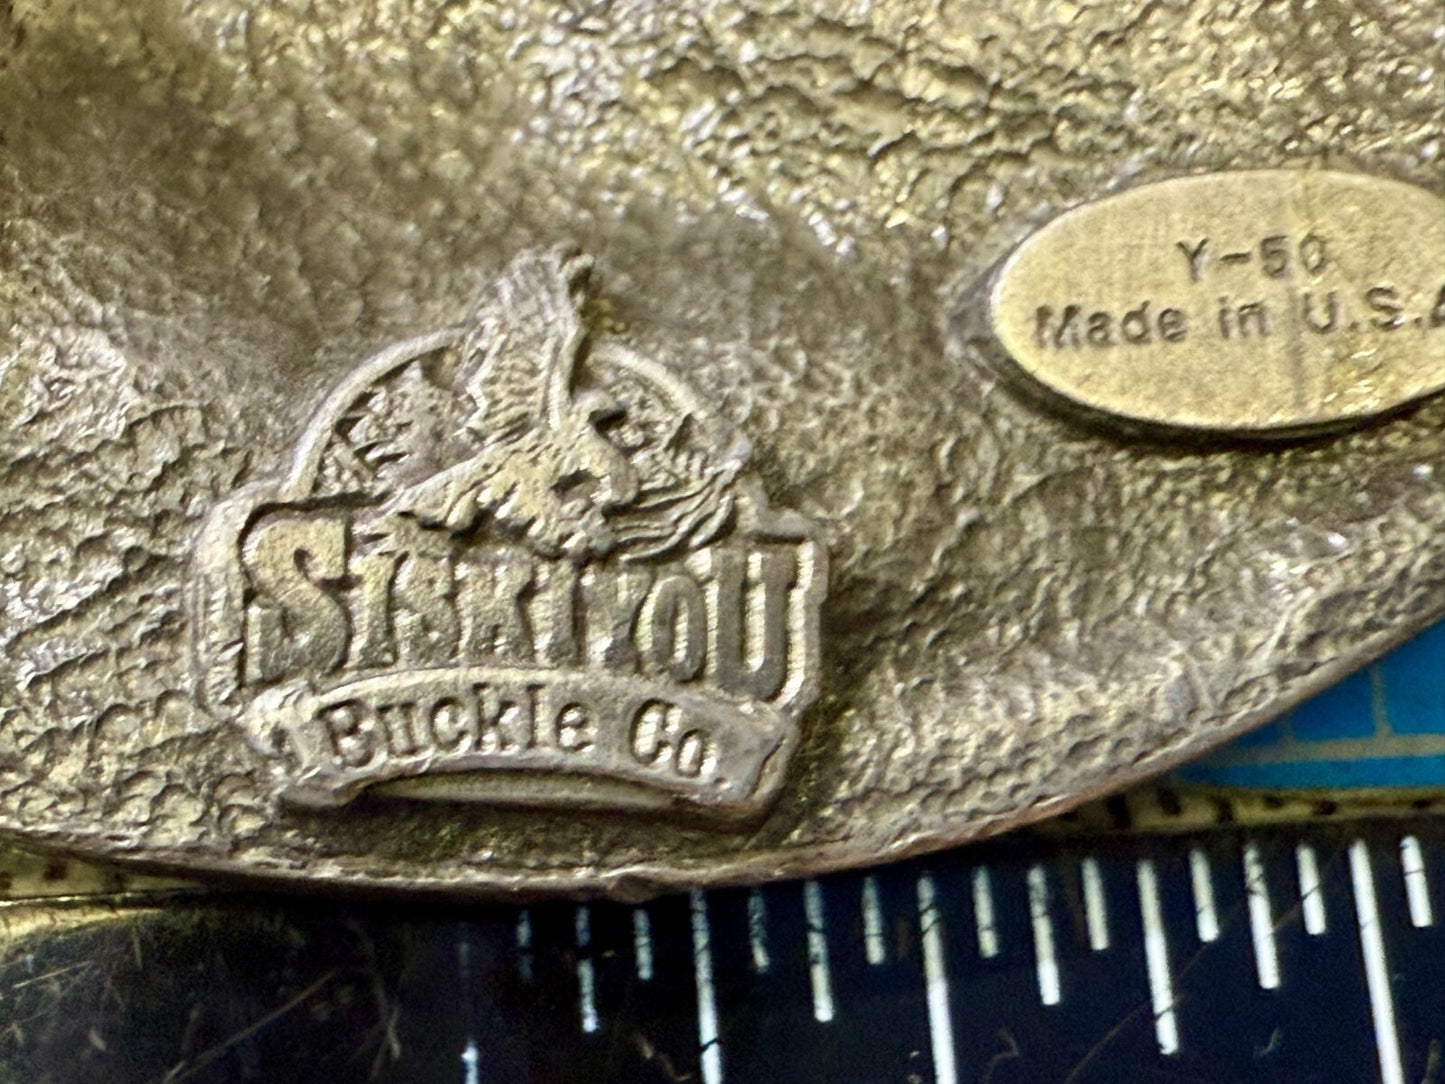 Y-50
Made in U.S.A
SISKIYOU
Buckle Co.